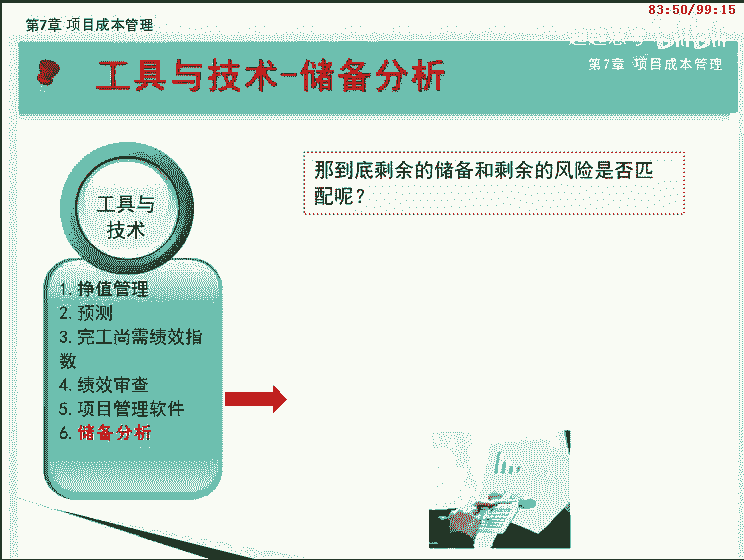 83:50/99:15
第7章 项目成本管理
第7章 项目成本管理
工具与技术-储备分析
那到底剩余的储备和剩余的风险是否匹
配呢？
工具与
技术
1. 挣值管理
2. 预测
3. 完工尚需绩效指
数
4. 绩效审查
5. 项目管理软件
6. 储备分析